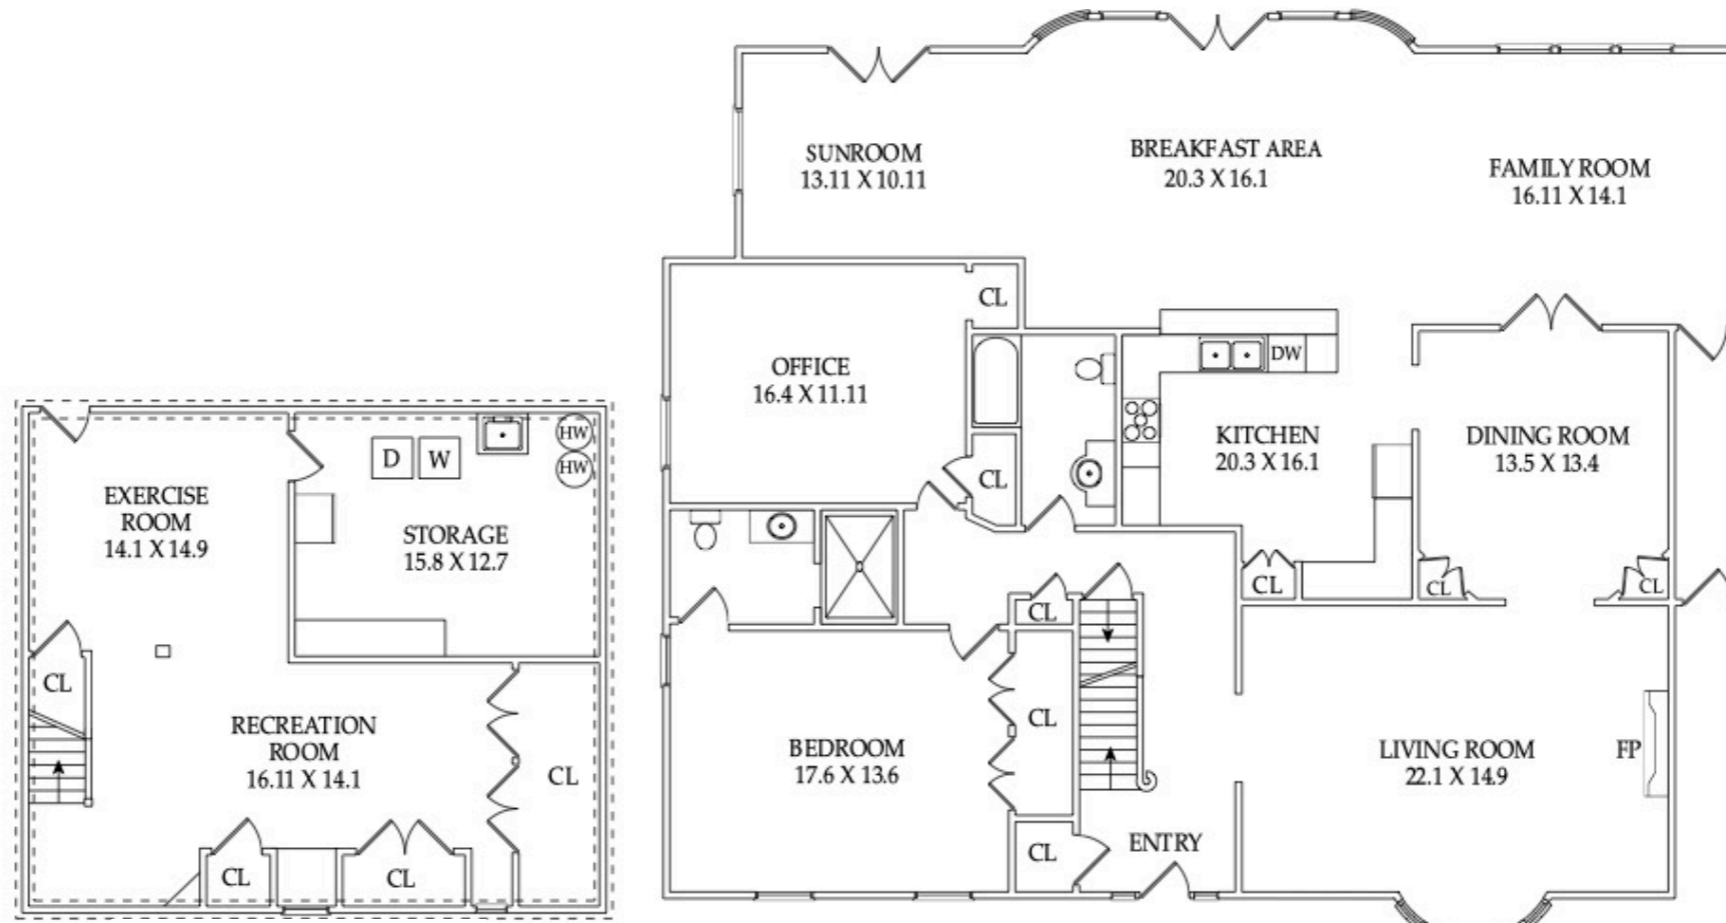 SUNROOM
13.11 X 10.11
BREAKFAST AREA
20.3 X 16.1
FAMILY ROOM
16.11 X 14.1
CL
OFFICE
16.4 X 11.11
DW
KITCHEN
20.3 X 16.1
DINING ROOM
13.5 X 13.4
CL
CL
CL
CL
CL
CL
BEDROOM
17.6 X 13.6
LIVING ROOM
22.1 X 14.9
FP
CL
ENTRY
HW
HW
D
W
EXERCISE
ROOM
14.1 X 14.9
STORAGE
15.8 X 12.7
CL
RECREATION
ROOM
16.11 X 14.1
CL
CL
CL